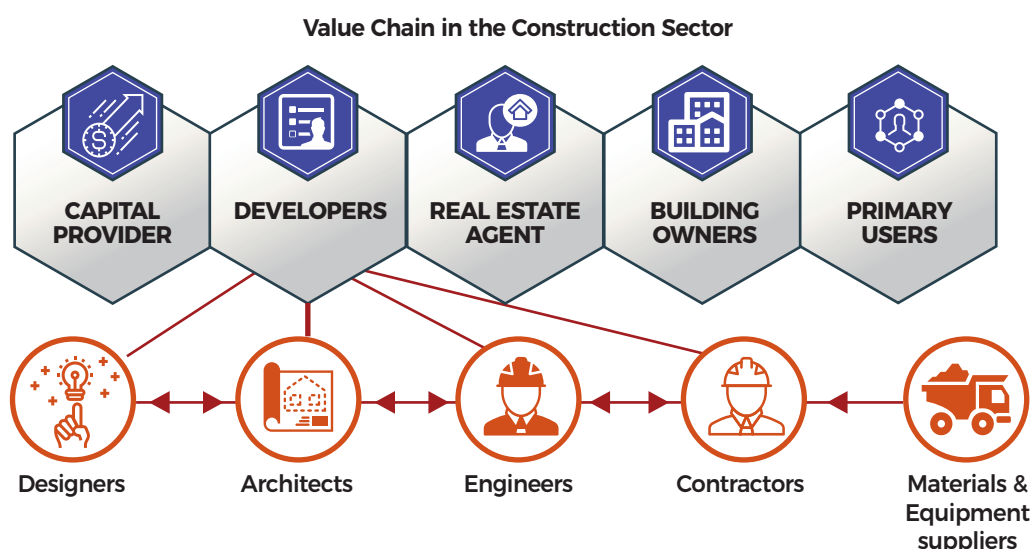 Value Chain in the Construction Sector
CAPITAL
PROVIDER
DEVELOPERS
REAL ESTATE
AGENT
BUILDING
OWNERS
PRIMARY
USERS
Designers
Architects
Engineers
Contractors
Materials &
Equipment
suppliers